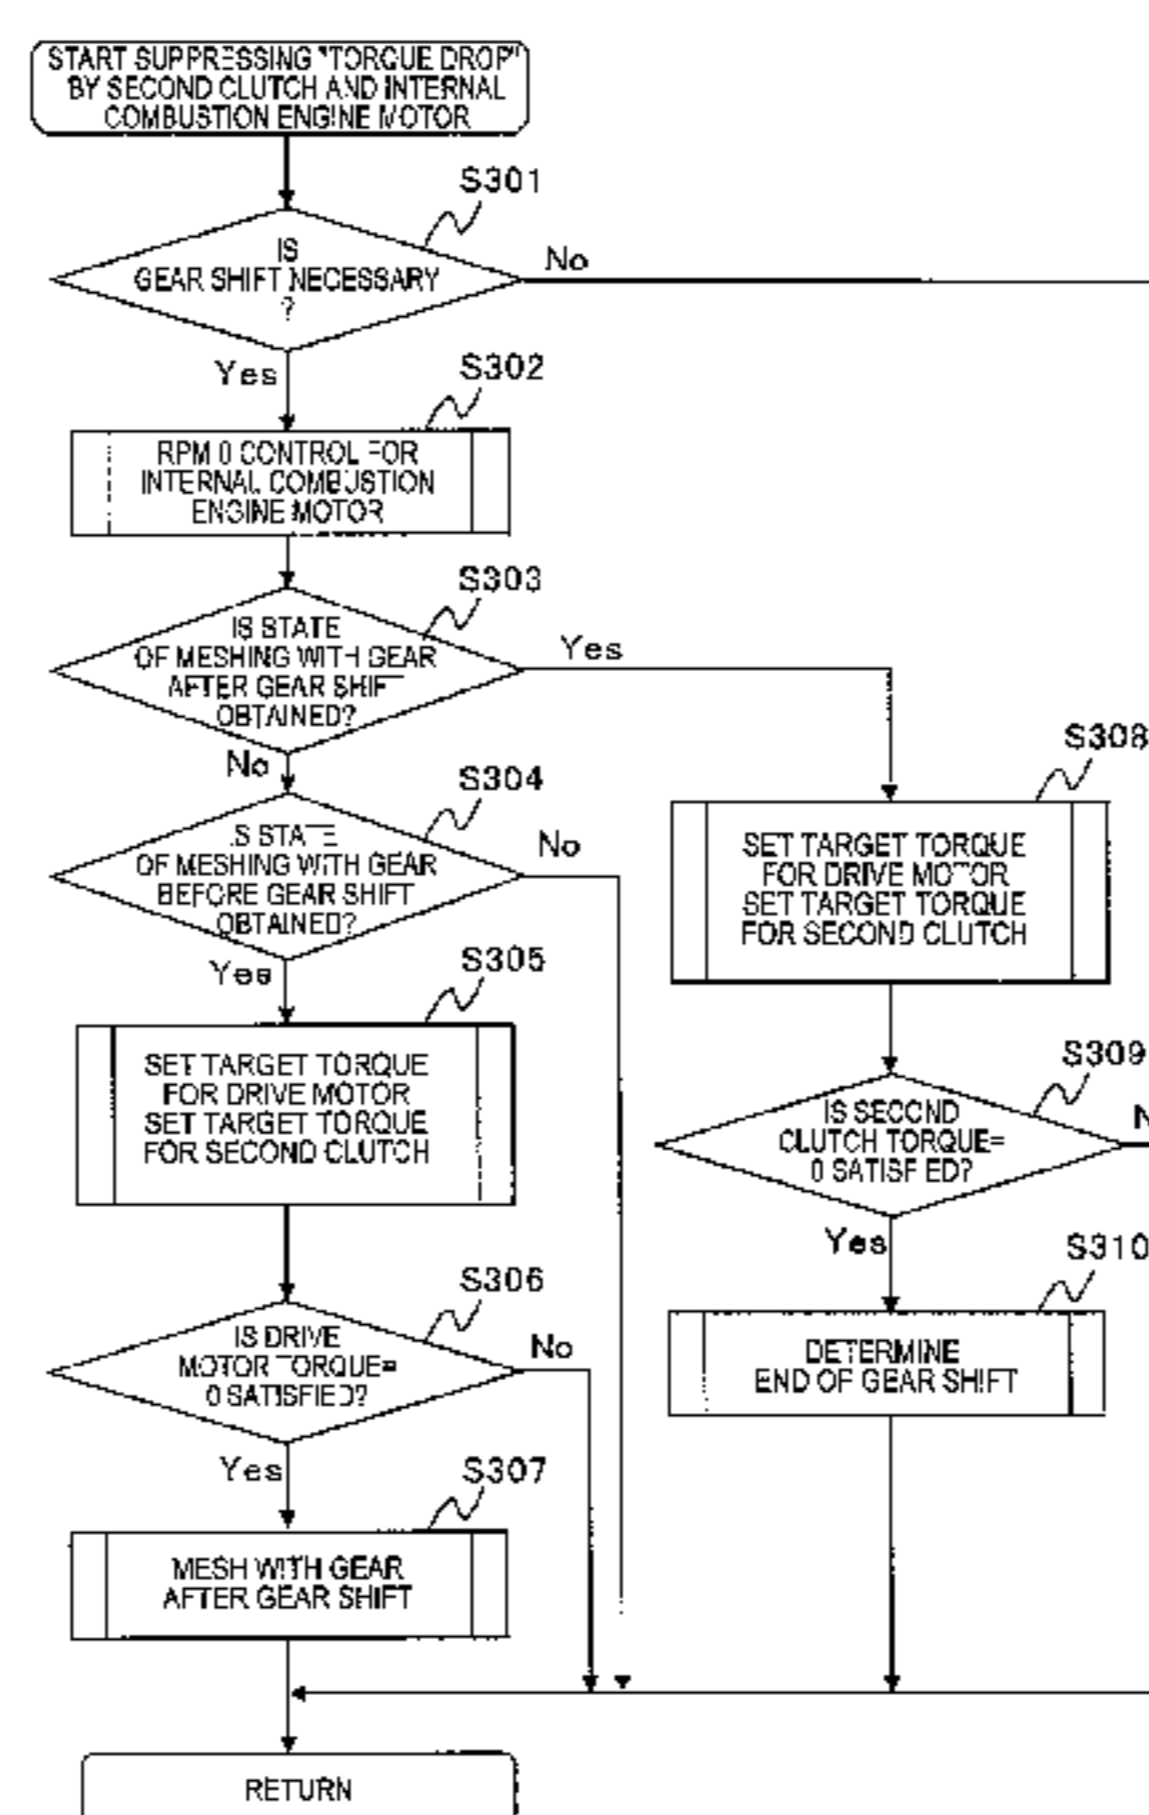 START SUPPRESSING "TORQUE DROP"
BY SECOND CLUTCH AND INTERNAL
COMBUSTION ENGINE MOTOR
S301
IS
GEAR SHIFT NECESSARY
?
No
Yes
S302
RPM 0 CONTROL FOR
INTERNAL COMBUSTION
ENGINE MOTOR
S303
IS STATE
OF MESHING WITH GEAR
AFTER GEAR SHIFT
OBTAINED?
Yes
No
S304
IS STATE
OF MESHING WITH GEAR
BEFORE GEAR SHIFT
OBTAINED?
No
Yes
S305
SET TARGET TORQUE
FOR DRIVE MOTOR
SET TARGET TORQUE
FOR SECOND CLUTCH
S306
IS DRIVE
MOTOR TORQUE=
0 SATISFIED?
No
Yes
S307
MESH WITH GEAR
AFTER GEAR SHIFT
S308
SET TARGET TORQUE
FOR DRIVE MOTOR
SET TARGET TORQUE
FOR SECOND CLUTCH
S309
IS SECOND
CLUTCH TORQUE=
0 SATISFIED?
N
Yes
S310
DETERMINE
END OF GEAR SHIFT
RETURN